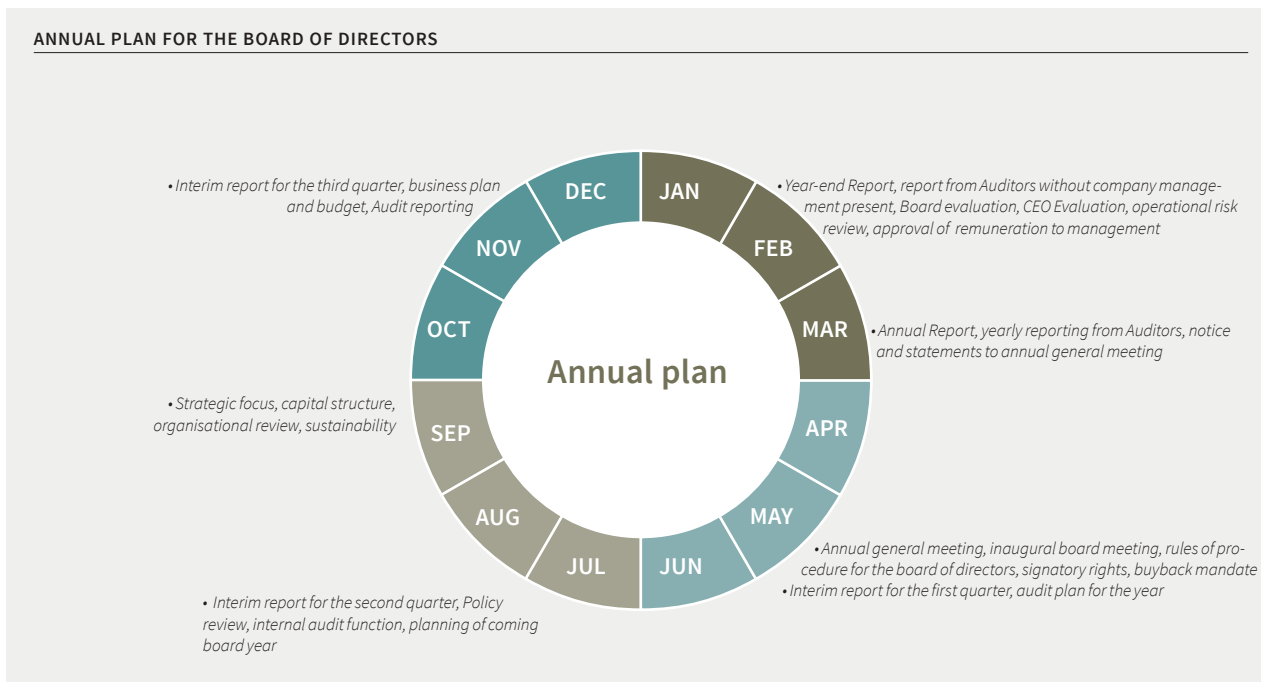 ANNUAL PLAN FOR THE BOARD OF DIRECTORS
• Interim report for the third quarter, business plan
and budget, Audit reporting
DEC
JAN
• Year-end Report, report from Auditors without company manage-
ment present, Board evaluation, CEO Evaluation, operational risk
review, approval of remuneration to management
NOV
FEB
OCT
MAR
• Annual Report, yearly reporting from Auditors, notice
and statements to annual general meeting
Annual plan
• Strategic focus, capital structure,
organisational review, sustainability
SEP
APR
AUG
MAY
JUL
JUN
• Annual general meeting, inaugural board meeting, rules of pro-
cedure for the board of directors, signatory rights, buyback mandate
• Interim report for the first quarter, audit plan for the year
• Interim report for the second quarter, Policy
review, internal audit function, planning of coming
board year